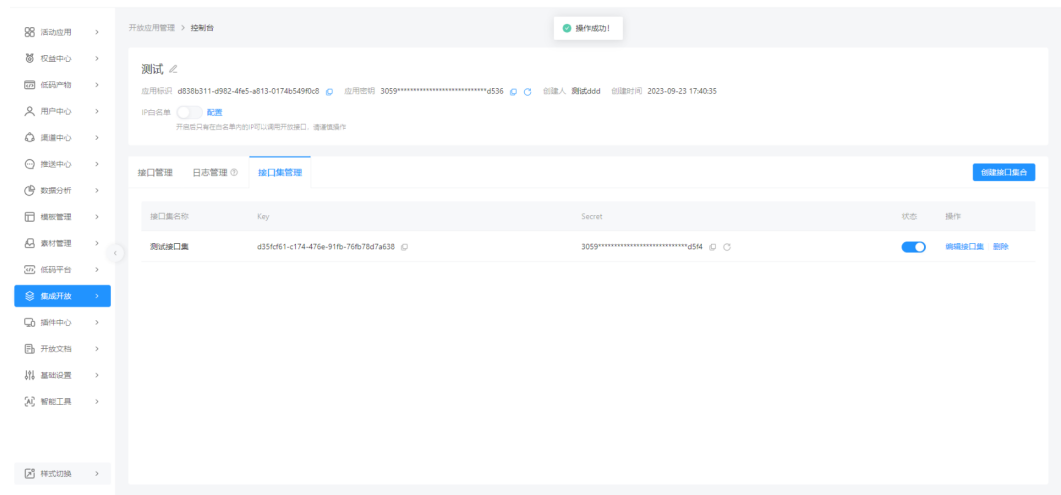 活动应用
权益中心
低码产物
用户中心
渠道中心
推送中心
数据分析
模板管理
素材管理
低码平台
集成开放
插件中心
开放文档
基础设置
智能工具
样式切换
开放应用管理 > 控制台
操作成功!
测试
应用标识 d838b311-d982-4fe5-a813-0174b549f0c8 应用密钥 3059****************************d536 创建人 测试ddd 创建时间 2023-09-23 17:40:35
IP白名单 配置
开启后只有在白名单内的IP可以调用开放接口，请谨慎操作
接口管理 日志管理 接口集管理 创建接口集合
接口集名称 Key Secret 状态 操作
测试接口集 d35fcf61-c174-476e-91fb-76fb78d7a638 3059****************************d5f4 编辑接口集 删除